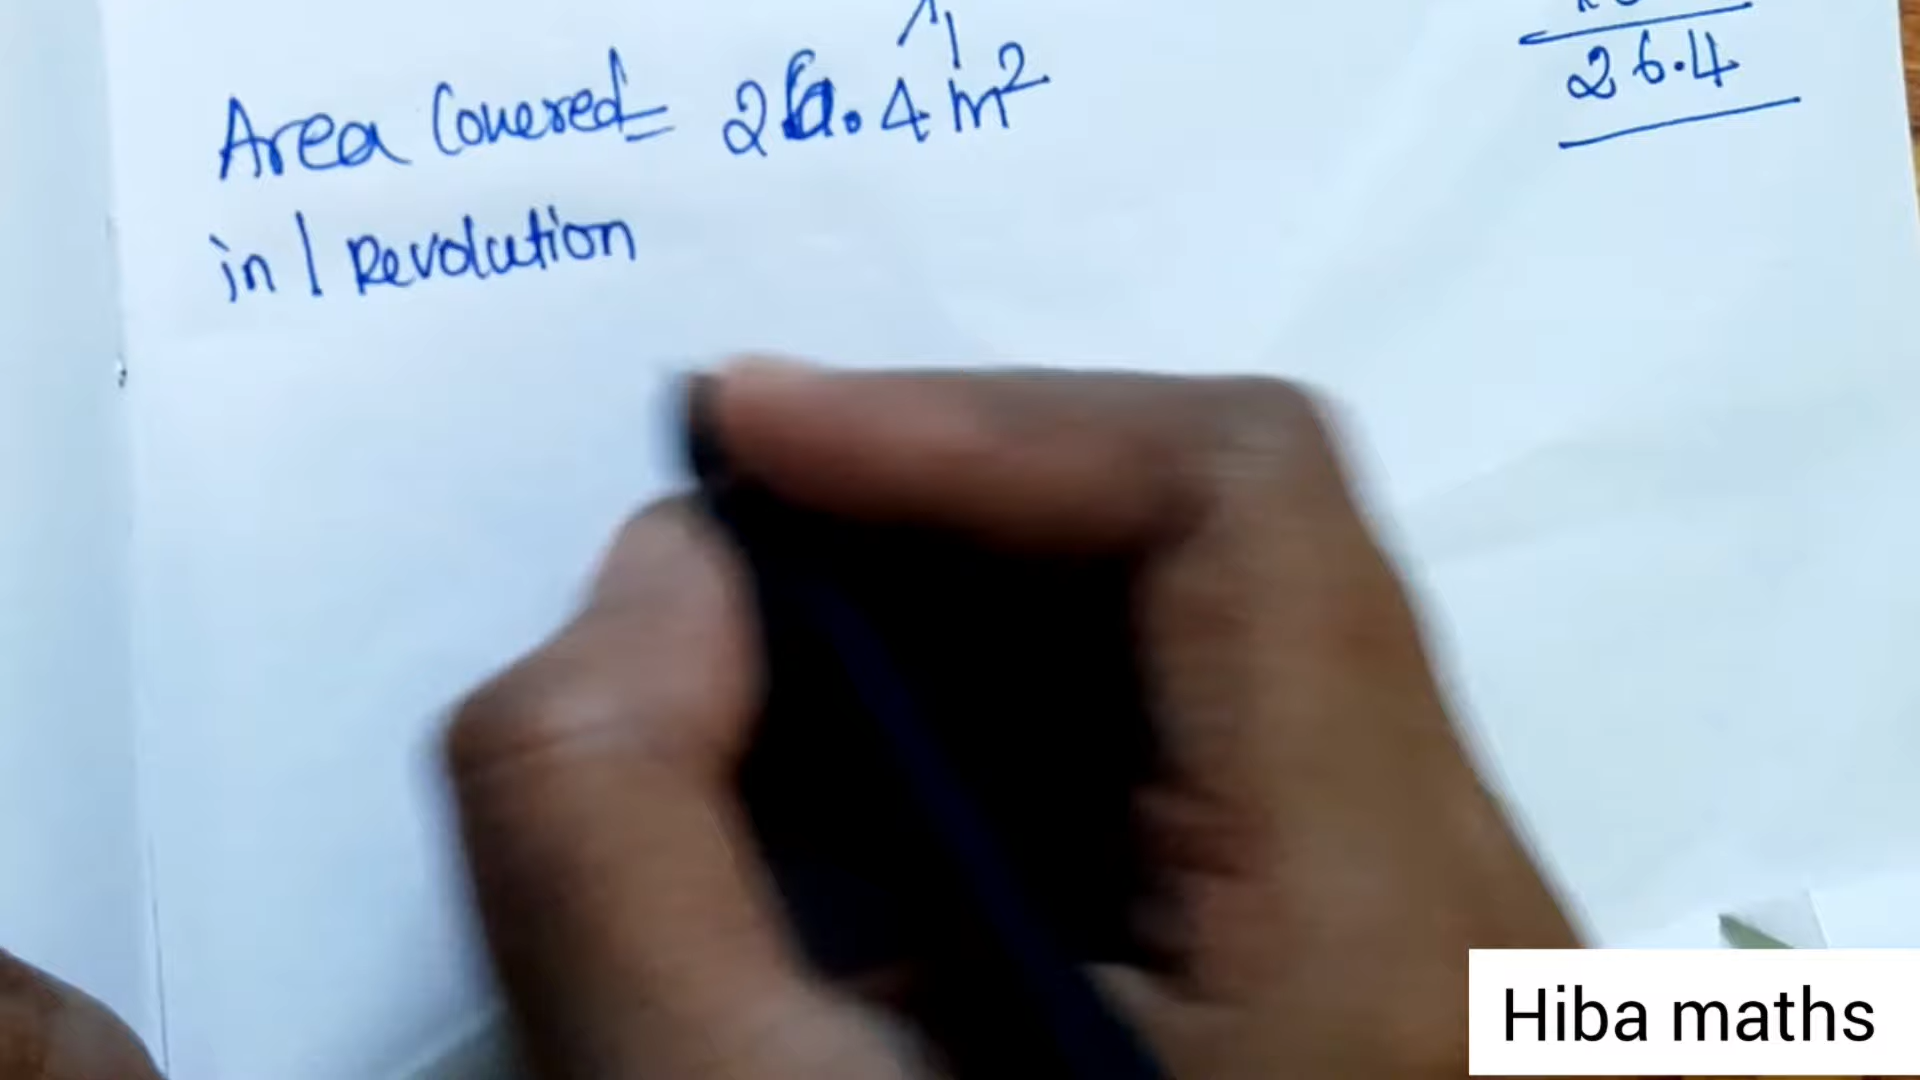 Area Covered = 26.4 m²
in 1 Revolution
26.4
Hiba maths